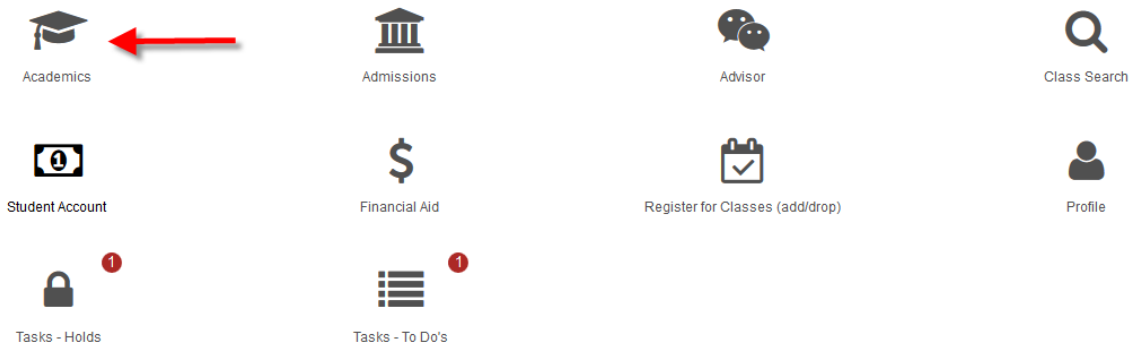 Academics
Admissions
Advisor
Class Search
1
Student Account
$
Financial Aid
Register for Classes (add/drop)
Profile
1
Tasks - Holds
1
Tasks - To Do's